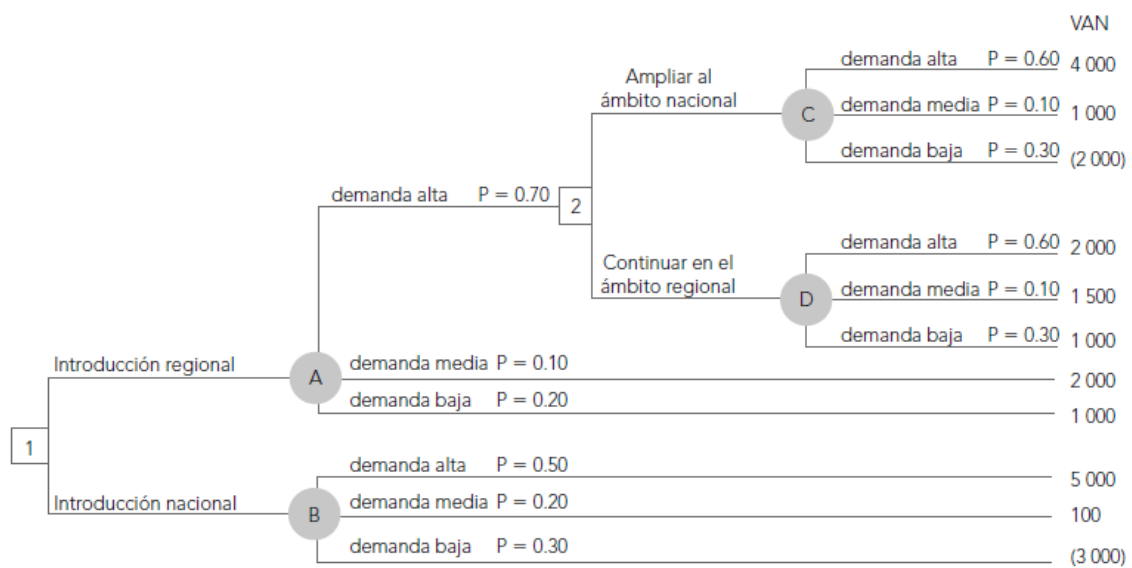 VAN
demanda alta P = 0.60 4 000
Ampliar al
ámbito nacional
C
demanda media P = 0.10 1 000
demanda baja P = 0.30 (2 000)
demanda alta P = 0.70
2
demanda alta P = 0.60 2 000
Continuar en el
ámbito regional
D
demanda media P = 0.10 1 500
demanda baja P = 0.30 1 000
Introducción regional
A
demanda media P = 0.10
2 000
demanda baja P = 0.20
1 000
1
demanda alta P = 0.50
5 000
Introducción nacional
B
demanda media P = 0.20
100
demanda baja P = 0.30
(3 000)